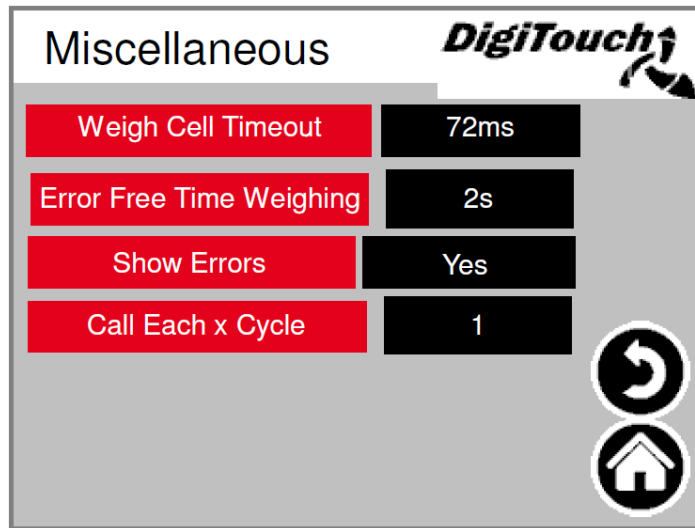 Miscellaneous
DigiTouch
Weigh Cell Timeout 72ms
Error Free Time Weighing 2s
Show Errors Yes
Call Each x Cycle 1